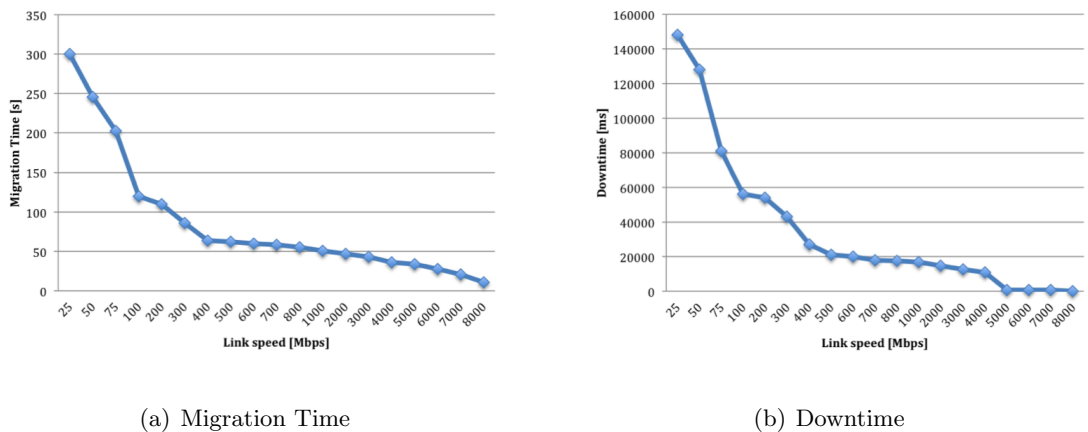 350
300
250
200
150
100
50
0
Migration Time [s]
25 50 75 100 200 300 400 500 600 700 800 1000 2000 3000 4000 5000 6000 7000 8000
Link speed [Mbps]
(a) Migration Time
160000
140000
120000
100000
80000
60000
40000
20000
0
Downtime [ms]
25 50 75 100 200 300 400 500 600 700 800 1000 2000 3000 4000 5000 6000 7000 8000
Link speed [Mbps]
(b) Downtime